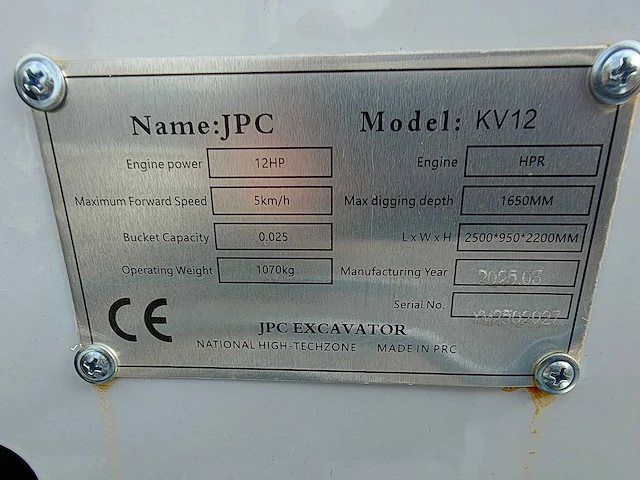 Name:JPC Model: KV12
Engine power 12HP Engine HPR
Maximum Forward Speed 5km/h Max digging depth 1650MM
Bucket Capacity 0.025 LxWxH 2500*950*2200MM
Operating Weight 1070kg Manufacturing Year 2025.03
Serial No. YW2502027
CE
JPC EXCAVATOR
NATIONAL HIGH-TECHZONE MADE IN PRC